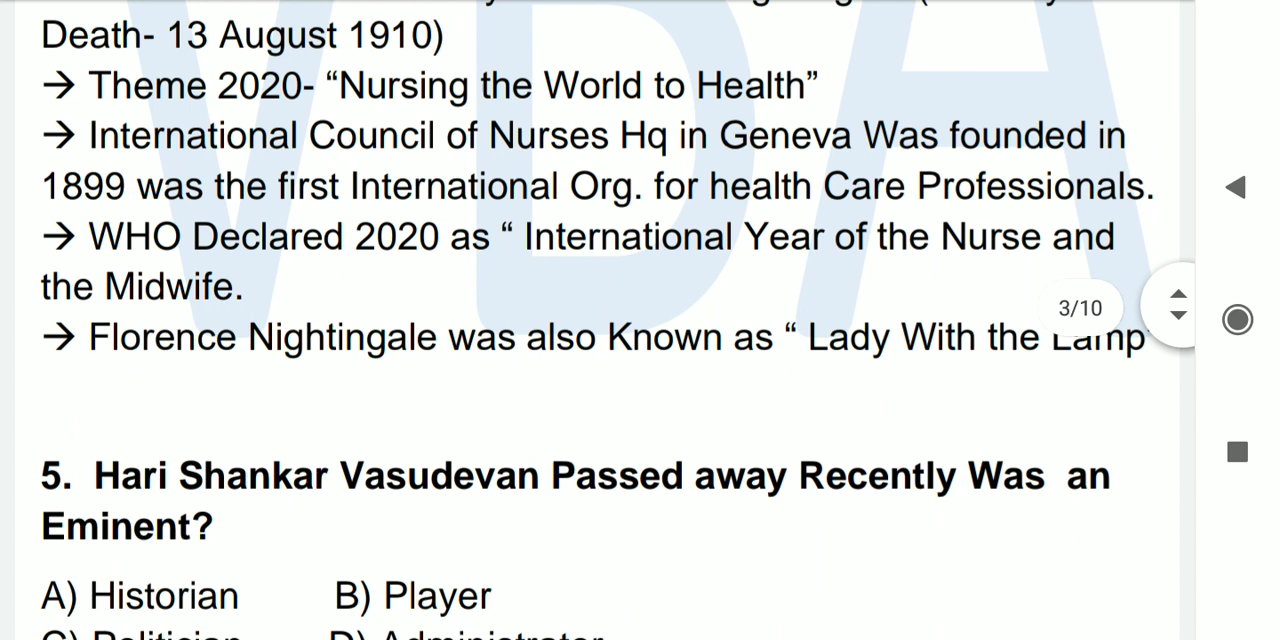 Death- 13 August 1910)
→ Theme 2020- “Nursing the World to Health”
→ International Council of Nurses Hq in Geneva Was founded in
1899 was the first International Org. for health Care Professionals.
→ WHO Declared 2020 as “ International Year of the Nurse and
the Midwife.
3/10
→ Florence Nightingale was also Known as “ Lady With the Lamp
5. Hari Shankar Vasudevan Passed away Recently Was an
Eminent?
A) Historian B) Player
C) Politician D) Administrator